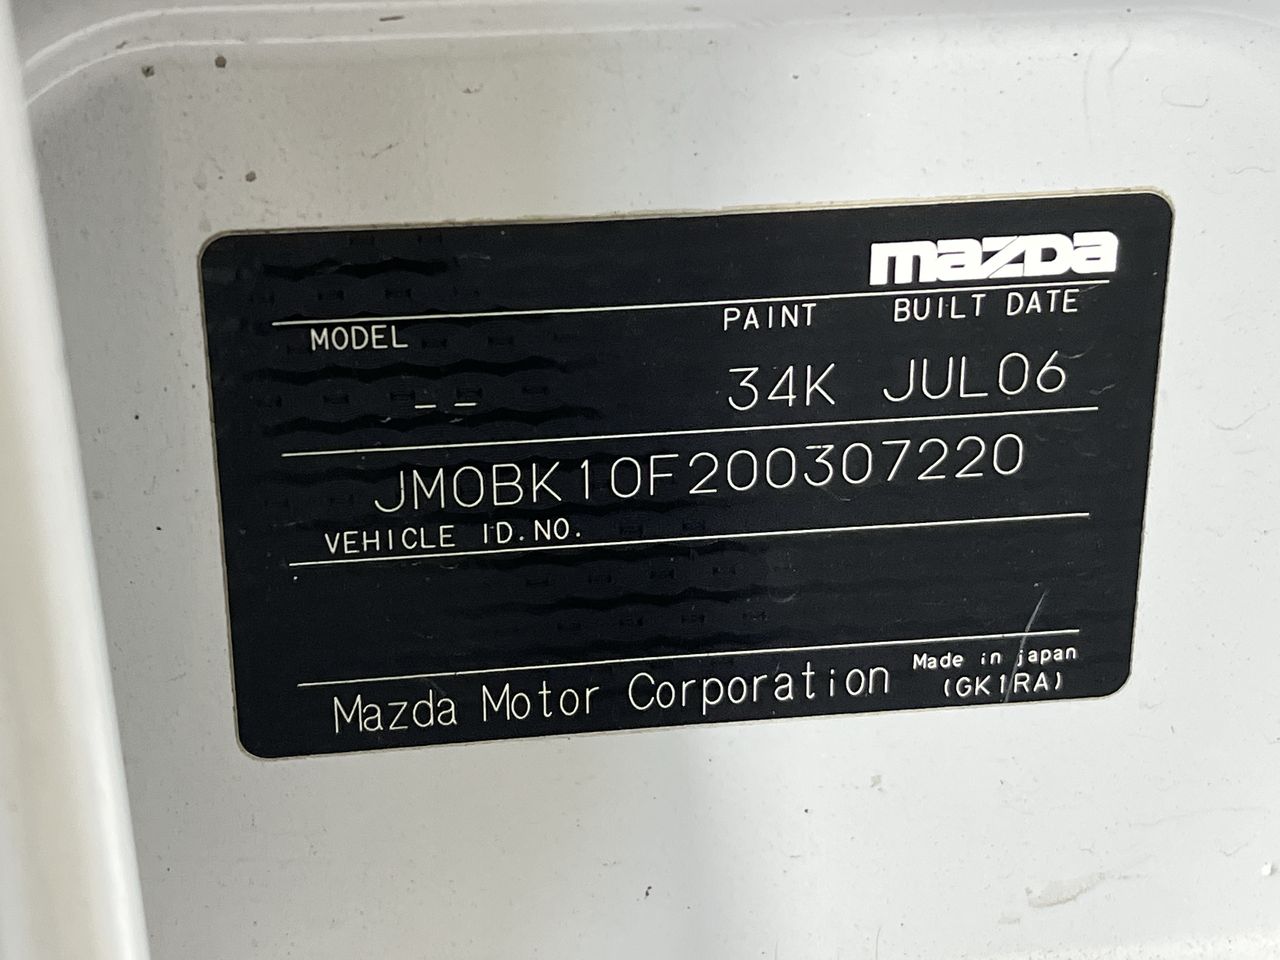 mazda
MODEL PAINT BUILT DATE
-- 34K JUL06
JM0BK10F200307220
VEHICLE ID.NO.
Mazda Motor Corporation Made in japan
(GK1RA)